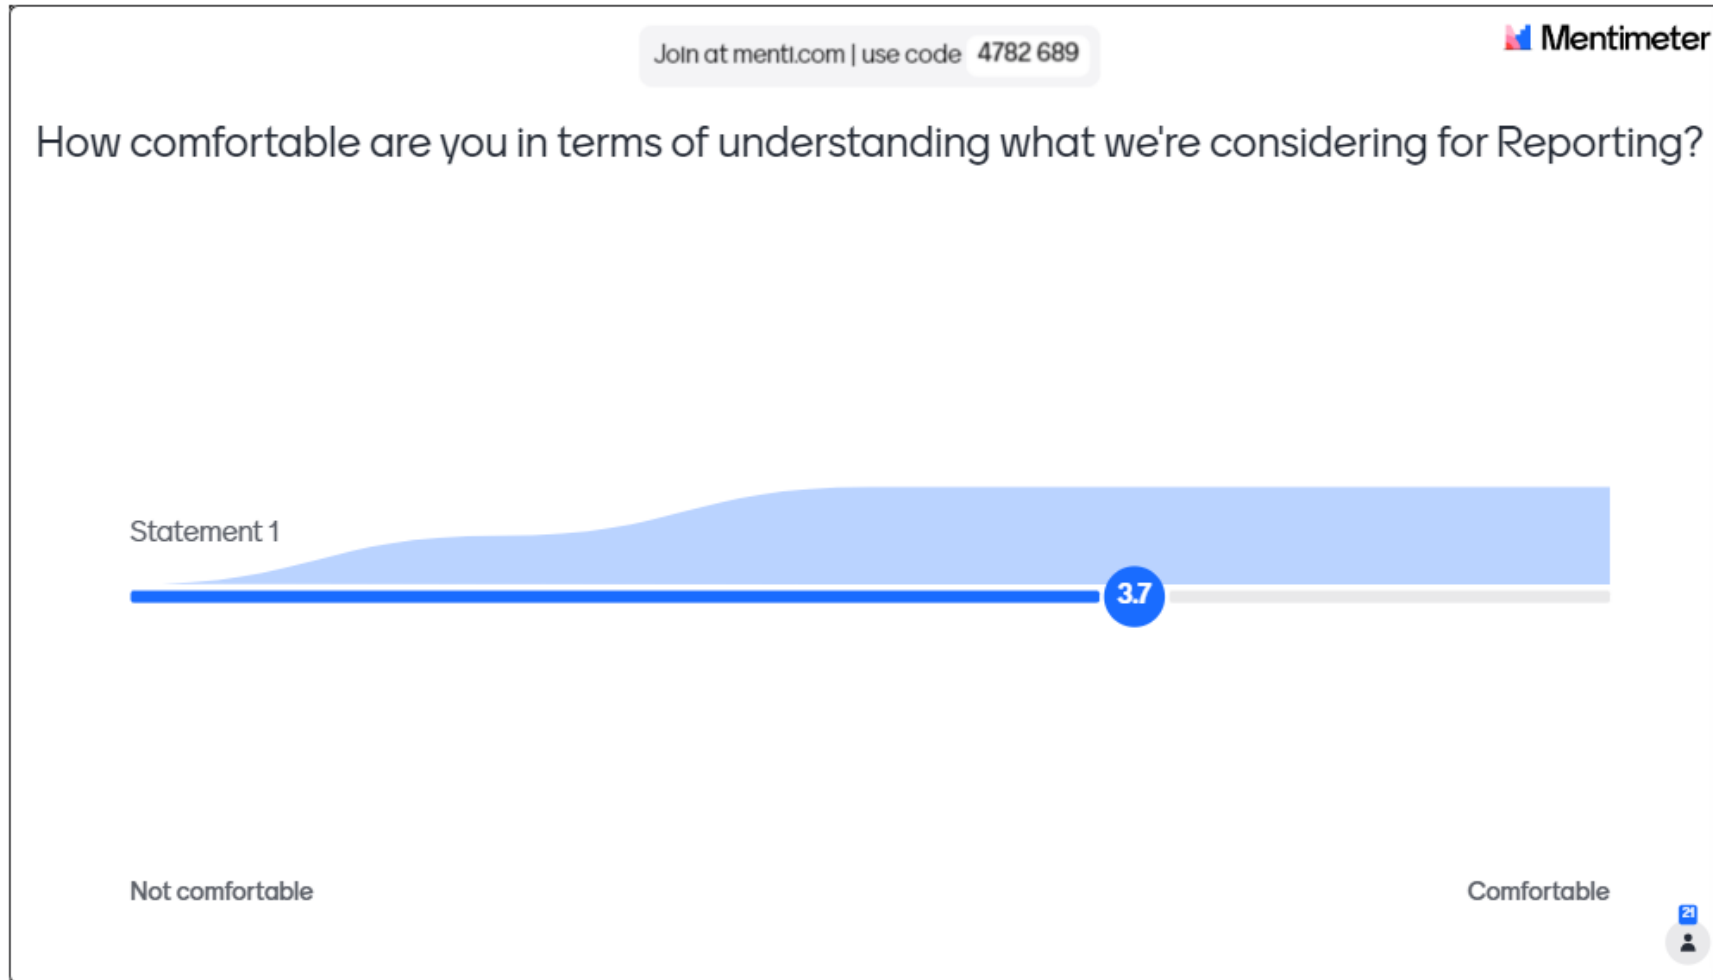 Join at menti.com | use code 4782 689
Mentimeter
How comfortable are you in terms of understanding what we're considering for Reporting?
Statement 1
3.7
Not comfortable
Comfortable
21